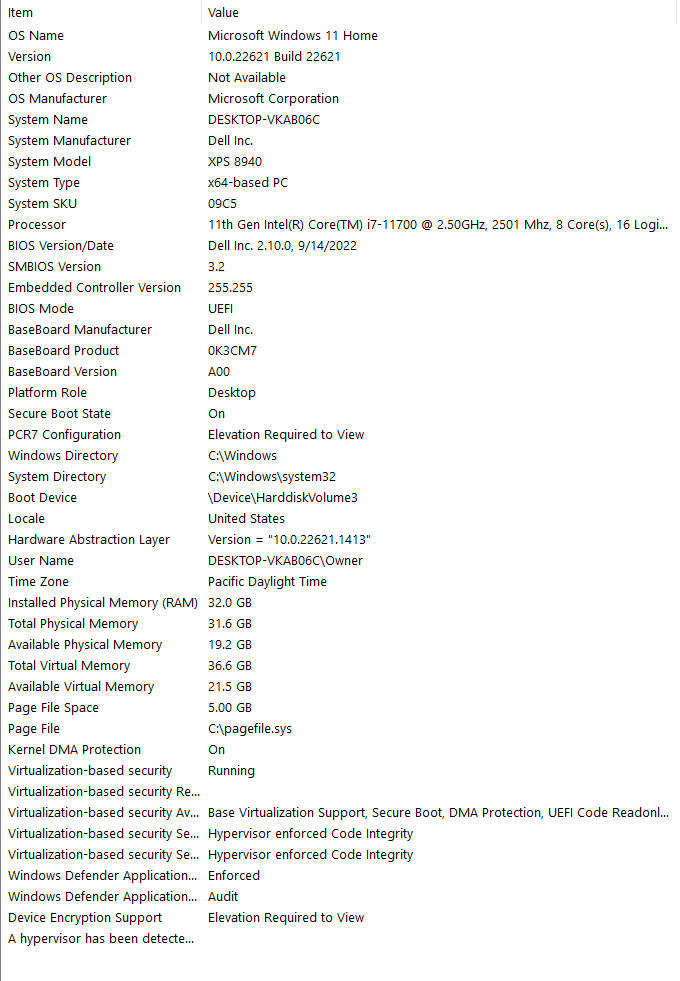 Item Value
OS Name Microsoft Windows 11 Home
Version 10.0.22621 Build 22621
Other OS Description Not Available
OS Manufacturer Microsoft Corporation
System Name DESKTOP-VKAB06C
System Manufacturer Dell Inc.
System Model XPS 8940
System Type x64-based PC
System SKU 09C5
Processor 11th Gen Intel(R) Core(TM) i7-11700 @ 2.50GHz, 2501 Mhz, 8 Core(s), 16 Logi...
BIOS Version/Date Dell Inc. 2.10.0, 9/14/2022
SMBIOS Version 3.2
Embedded Controller Version 255.255
BIOS Mode UEFI
BaseBoard Manufacturer Dell Inc.
BaseBoard Product 0K3CM7
BaseBoard Version A00
Platform Role Desktop
Secure Boot State On
PCR7 Configuration Elevation Required to View
Windows Directory C:\Windows
System Directory C:\Windows\system32
Boot Device \Device\HarddiskVolume3
Locale United States
Hardware Abstraction Layer Version = "10.0.22621.1413"
User Name DESKTOP-VKAB06C\Owner
Time Zone Pacific Daylight Time
Installed Physical Memory (RAM) 32.0 GB
Total Physical Memory 31.6 GB
Available Physical Memory 19.2 GB
Total Virtual Memory 36.6 GB
Available Virtual Memory 21.5 GB
Page File Space 5.00 GB
Page File C:\pagefile.sys
Kernel DMA Protection On
Virtualization-based security Running
Virtualization-based security Re...
Virtualization-based security Av... Base Virtualization Support, Secure Boot, DMA Protection, UEFI Code Readonl...
Virtualization-based security Se... Hypervisor enforced Code Integrity
Virtualization-based security Se... Hypervisor enforced Code Integrity
Windows Defender Application... Enforced
Windows Defender Application... Audit
Device Encryption Support Elevation Required to View
A hypervisor has been detecte...